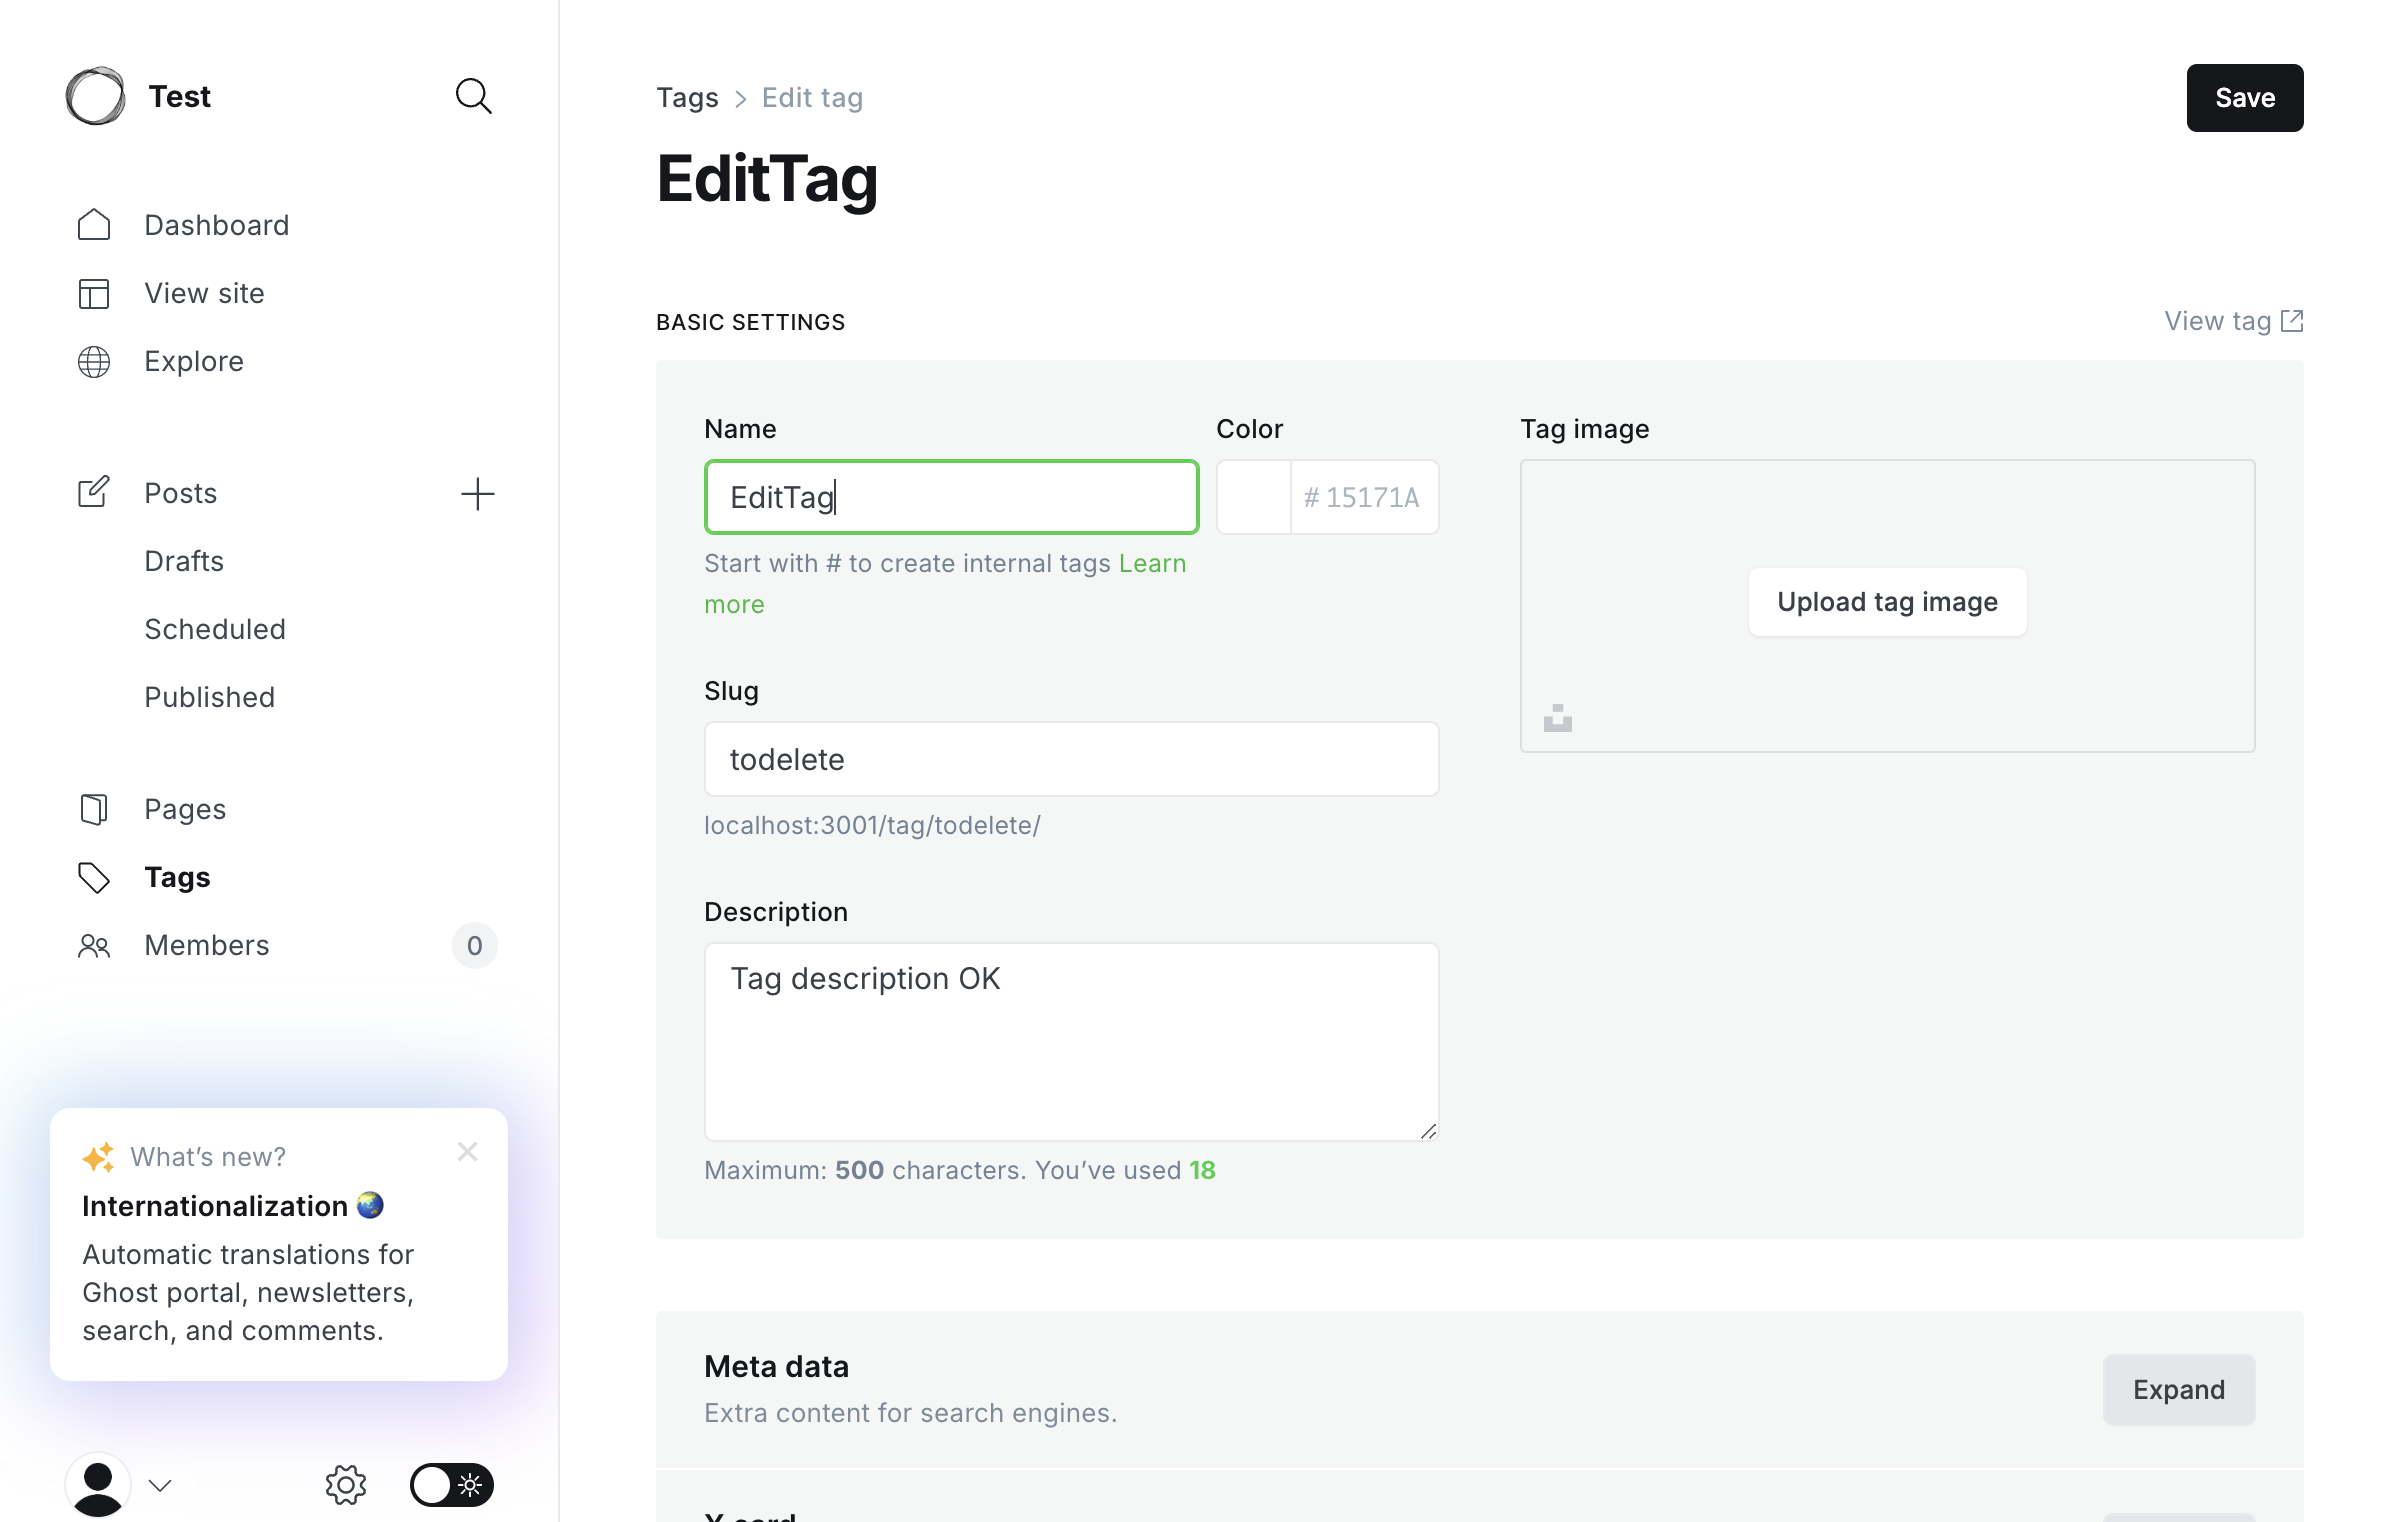 Test
Dashboard
View site
Explore
Posts
Drafts
Scheduled
Published
Pages
Tags
Members 0
What’s new?
Internationalization
Automatic translations for
Ghost portal, newsletters,
search, and comments.
Tags > Edit tag
Save
EditTag
BASIC SETTINGS
View tag
Name
EditTag
Start with # to create internal tags Learn
more
Color
# 15171A
Tag image
Upload tag image
Slug
todelete
localhost:3001/tag/todelete/
Description
Tag description OK
Maximum: 500 characters. You’ve used 18
Meta data
Extra content for search engines.
Expand
X card